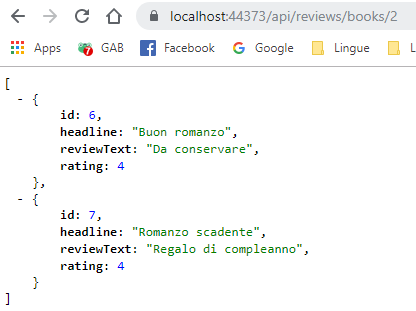 localhost:44373/api/reviews/books/2
Apps GAB Facebook Google Lingue
[
- {
id: 6,
headline: "Buon romanzo",
reviewText: "Da conservare",
rating: 4
},
- {
id: 7,
headline: "Romanzo scadente",
reviewText: "Regalo di compleanno",
rating: 4
}
]